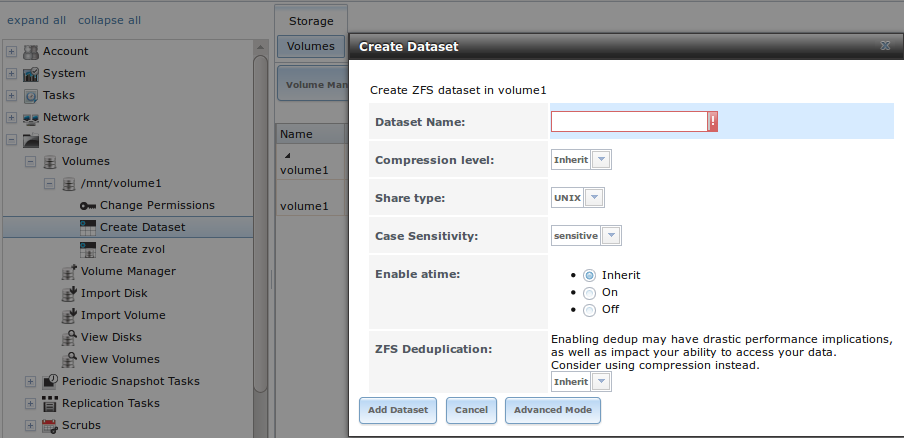 expand all collapse all
Account
System
Tasks
Network
Storage
Volumes
/mnt/volume1
Change Permissions
Create Dataset
Create zvol
Volume Manager
Import Disk
Import Volume
View Disks
View Volumes
Periodic Snapshot Tasks
Replication Tasks
Scrubs
Storage
Volumes
Volume Man
Name
volume1
volume1
Create Dataset
Create ZFS dataset in volume1
Dataset Name:
!
Compression level: Inherit
Share type: UNIX
Case Sensitivity: sensitive
Enable atime: Inherit
On
Off
ZFS Deduplication: Enabling dedup may have drastic performance implications,
as well as impact your ability to access your data.
Consider using compression instead.
Inherit
Add Dataset Cancel Advanced Mode